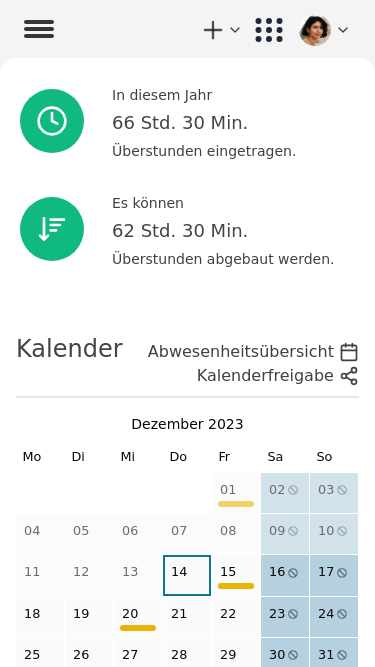 In diesem Jahr
66 Std. 30 Min.
Überstunden eingetragen.
Es können
62 Std. 30 Min.
Überstunden abgebaut werden.
Kalender
Abwesenheitsübersicht
Kalenderfreigabe
Dezember 2023
Mo Di Mi Do Fr Sa So
01 02 03
04 05 06 07 08 09 10
11 12 13 14 15 16 17
18 19 20 21 22 23 24
25 26 27 28 29 30 31